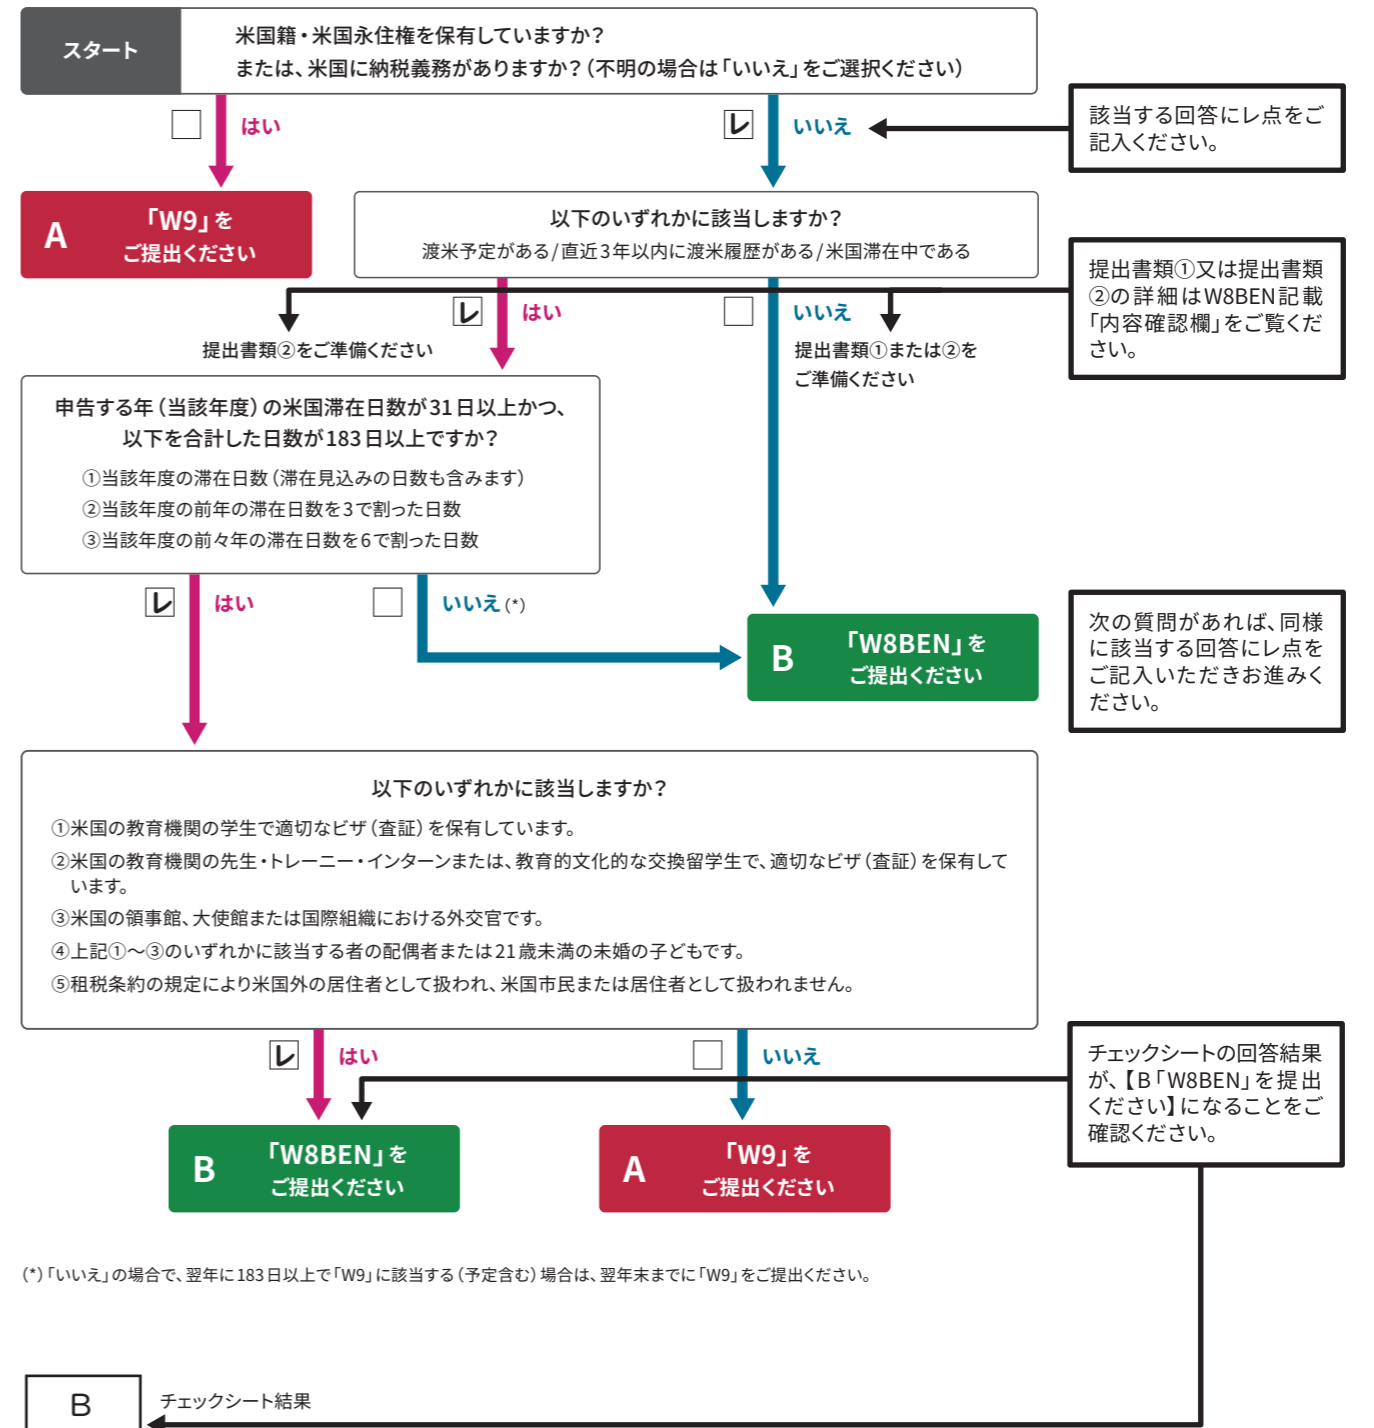 スタート
米国籍・米国永住権を保有していますか?
または、米国に納税義務がありますか?(不明の場合は「いいえ」をご選択ください)
はい
レ いいえ
該当する回答にレ点をご
記入ください。
A 「W9」を
ご提出ください
以下のいずれかに該当しますか?
渡米予定がある/直近3年以内に渡米履歴がある/米国滞在中である
提出書類①又は提出書類
②の詳細はW8BEN記載
「内容確認欄」をご覧くだ
さい。
レ はい
いいえ
提出書類②をご準備ください
提出書類①または②を
ご準備ください
申告する年(当該年度)の米国滞在日数が31日以上かつ、
以下を合計した日数が183日以上ですか?
①当該年度の滞在日数(滞在見込みの日数も含みます)
②当該年度の前年の滞在日数を3で割った日数
③当該年度の前々年の滞在日数を6で割った日数
レ はい
いいえ(*)
B 「W8BEN」を
ご提出ください
次の質問があれば、同様
に該当する回答にレ点を
ご記入いただきお進みく
ださい。
以下のいずれかに該当しますか?
①米国の教育機関の学生で適切なビザ(査証)を保有しています。
②米国の教育機関の先生・トレーニー・インターンまたは、教育的文化的な交換留学生で、適切なビザ(査証)を保有して
います。
③米国の領事館、大使館または国際組織における外交官です。
④上記①～③のいずれかに該当する者の配偶者または21歳未満の未婚の子どもです。
⑤租税条約の規定により米国外の居住者として扱われ、米国市民または居住者として扱われません。
レ はい
いいえ
チェックシートの回答結果
が、【B「W8BEN」を提出
ください】になることをご
確認ください。
B 「W8BEN」を
ご提出ください
A 「W9」を
ご提出ください
(*)「いいえ」の場合で、翌年に183日以上で「W9」に該当する(予定含む)場合は、翌年末までに「W9」をご提出ください。
B チェックシート結果